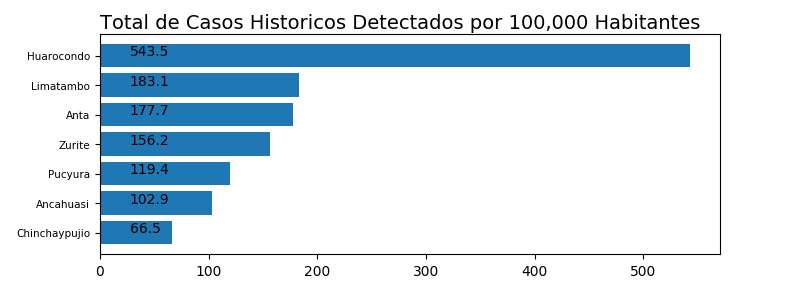 Total de Casos Historicos Detectados por 100,000 Habitantes
Huarocondo 543.5
Limatambo 183.1
Anta 177.7
Zurite 156.2
Pucyura 119.4
Ancahuasi 102.9
Chinchaypujio 66.5
0 100 200 300 400 500